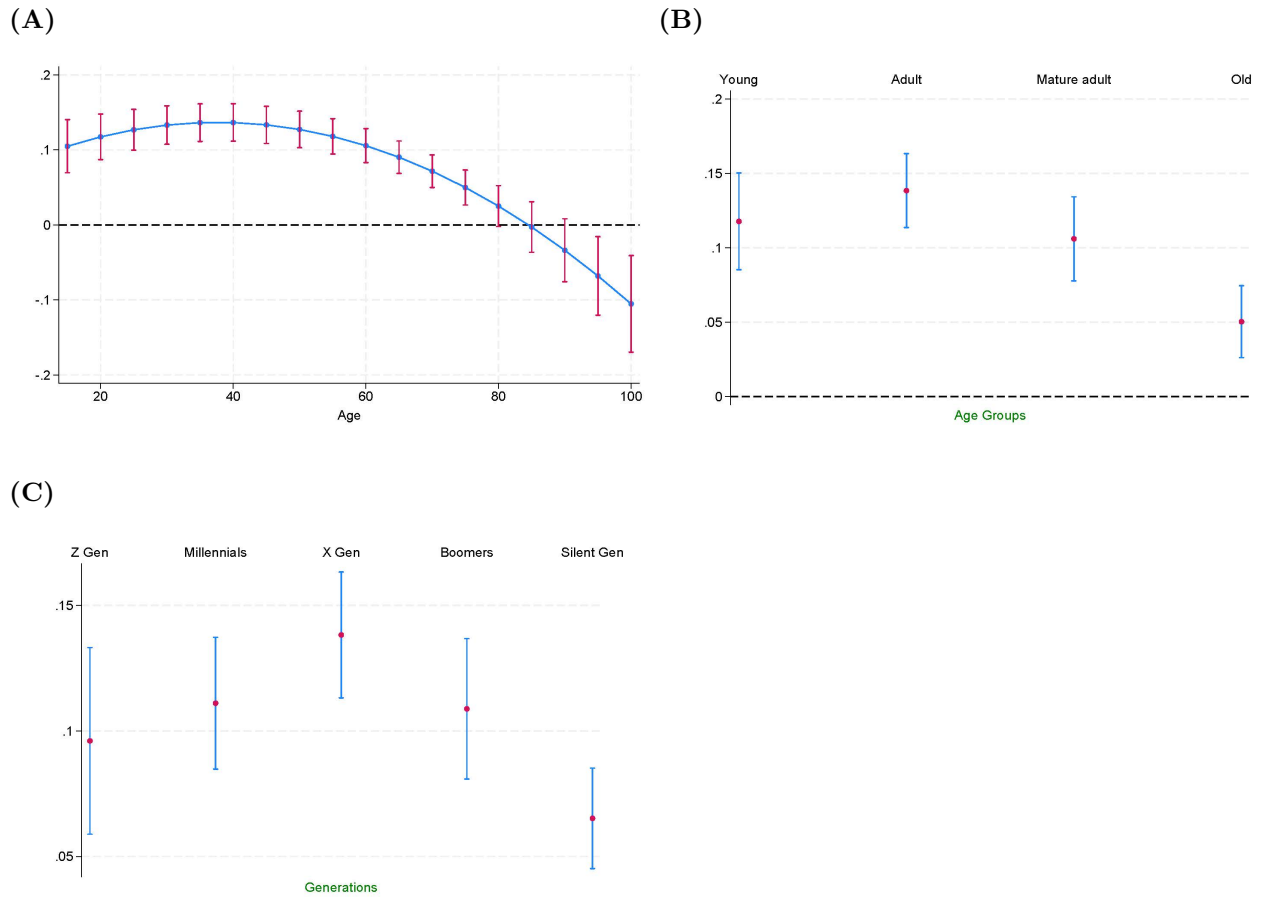 (A)
.2
.1
0
-.1
-.2
20 40 60 80 100
Age
(B)
Young Adult Mature adult Old
.2
.15
.1
.05
0
Age Groups
(C)
Z Gen Millennials X Gen Boomers Silent Gen
.15
.1
.05
Generations